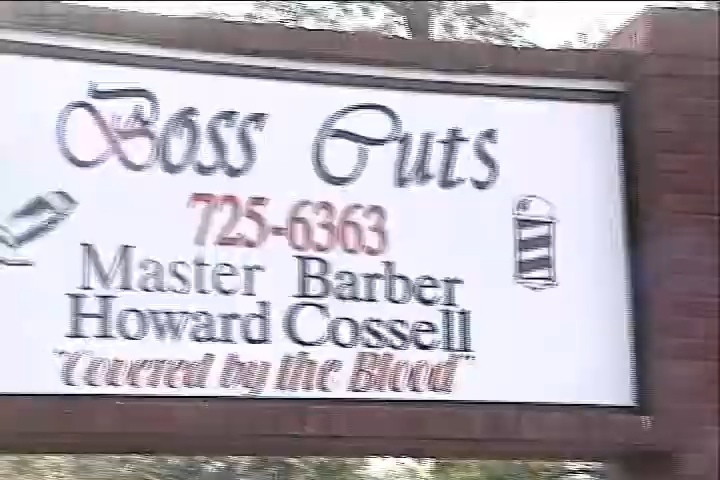 Boss Cuts
725-6363
Master Barber
Howard Cossell
"Covered by the Blood"